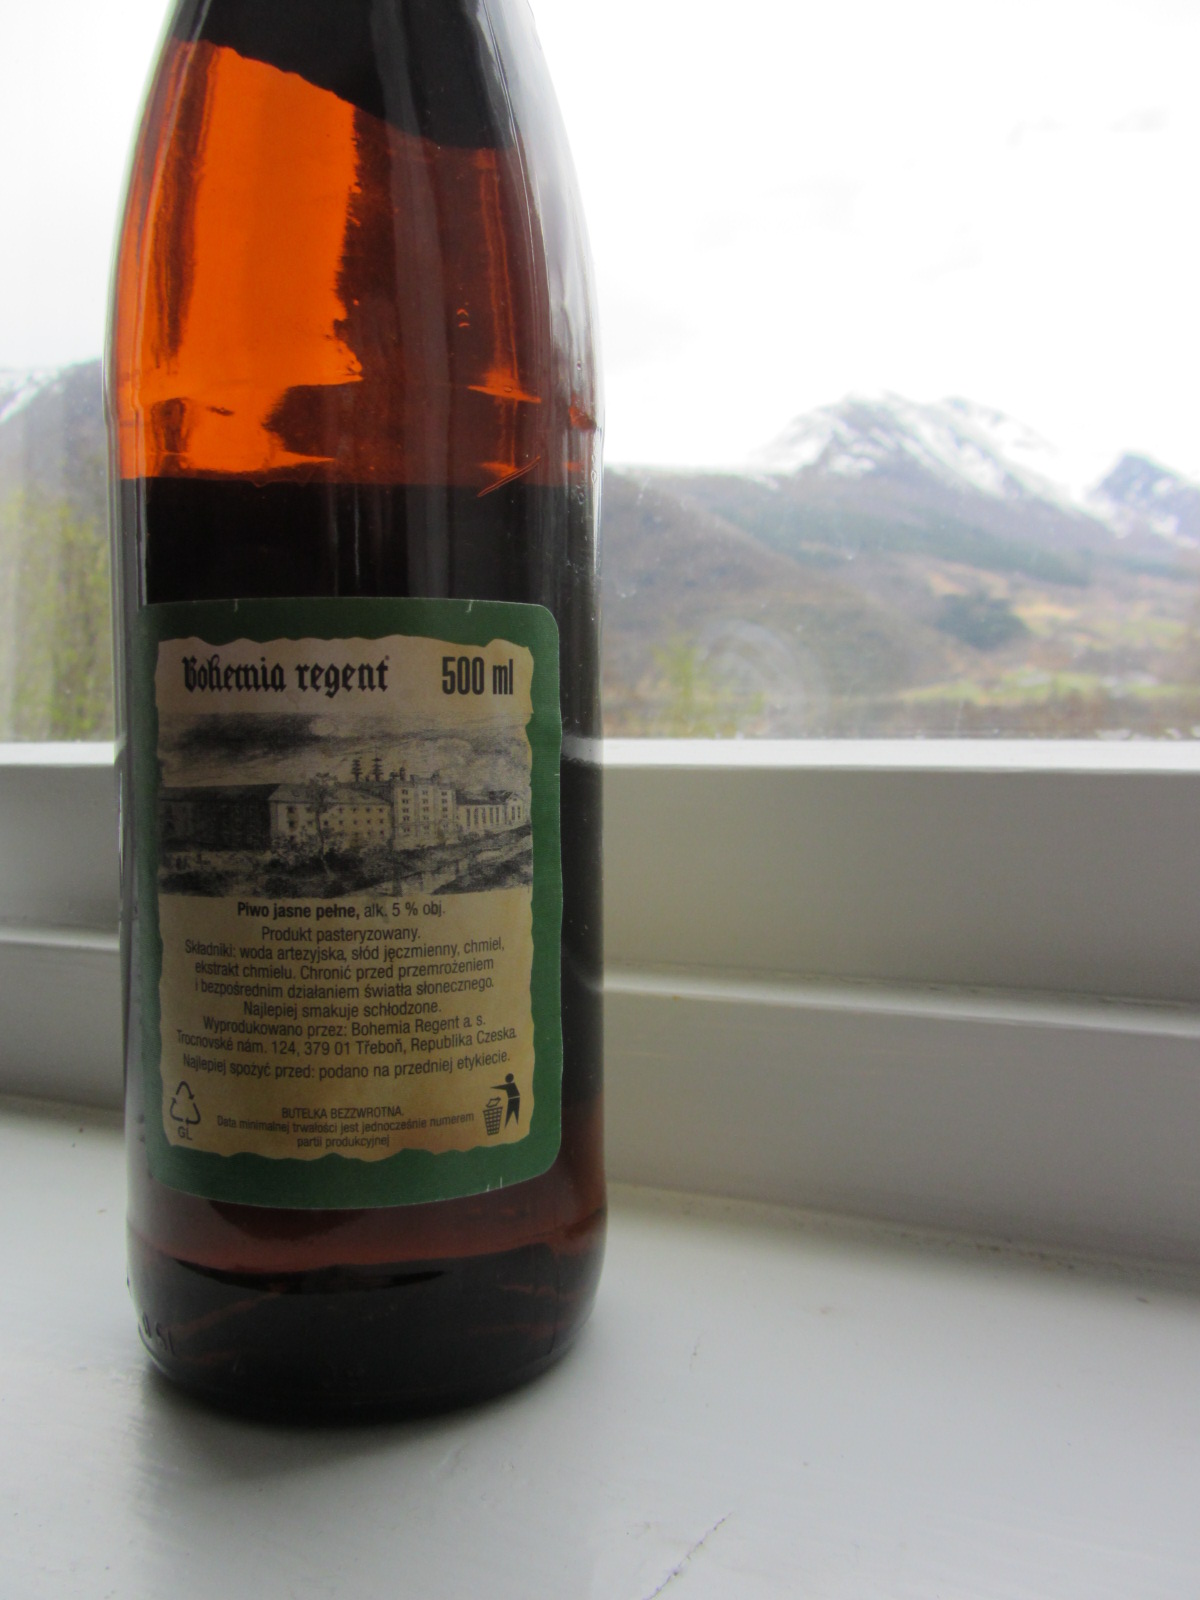 Bohemia regent 500 ml
Piwo jasne pełne, alk. 5 % obj.
Produkt pasteryzowany.
Składniki: woda artezyjska, słód jęczmienny, chmiel,
ekstrakt chmielu. Chronić przed przemrożeniem
i bezpośrednim działaniem światła słonecznego.
Najlepiej smakuje schłodzone.
Wyprodukowano przez: Bohemia Regent a. s.
Trocnovské nám. 124, 379 01 Třeboň, Republika Czeska.
Najlepiej spożyć przed: podano na przedniej etykiecie.
GL
BUTELKA BEZZWROTNA.
Data minimalnej trwałości jest jednocześnie numerem
partii produkcyjnej